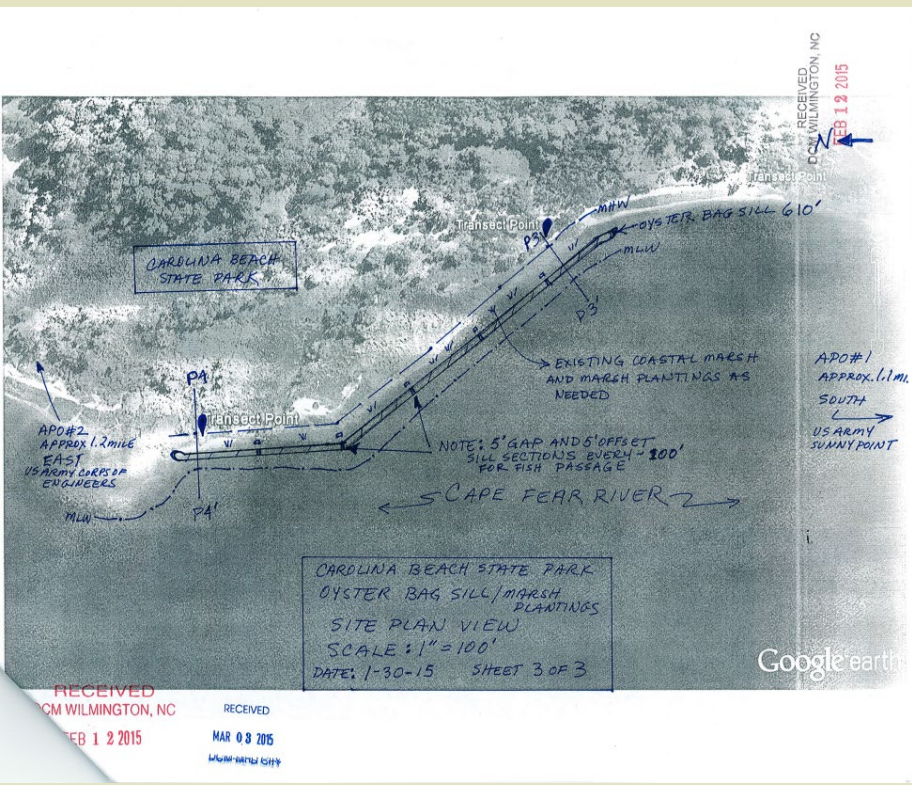 RECEIVED
DCM WILMINGTON, NC
FEB 12 2015
N
Transect Point
MHW
Transect Point
P3
OYSTER BAG SILL 610'
MLW
CAROLINA BEACH
STATE PARK
P3'
EXISTING COASTAL MARSH
AND MARSH PLANTINGS AS
NEEDED
APO#1
APPROX. 1.1 MI.
SOUTH
US ARMY
SUNNY POINT
P4
Transect Point
APO#2
APPROX 1.2 MILE
EAST
US ARMY CORPS OF
ENGINEERS
NOTE: 5' GAP AND 5' OFFSET
SILL SECTIONS EVERY ~ 100'
FOR FISH PASSAGE
CAPE FEAR RIVER
MLW
P4'
CAROLINA BEACH STATE PARK
OYSTER BAG SILL/MARSH
PLANTINGS
SITE PLAN VIEW
SCALE: 1" = 100'
DATE: 1-30-15 SHEET 3 OF 3
Google earth
RECEIVED
DCM WILMINGTON, NC
FEB 12 2015
RECEIVED
MAR 03 2015